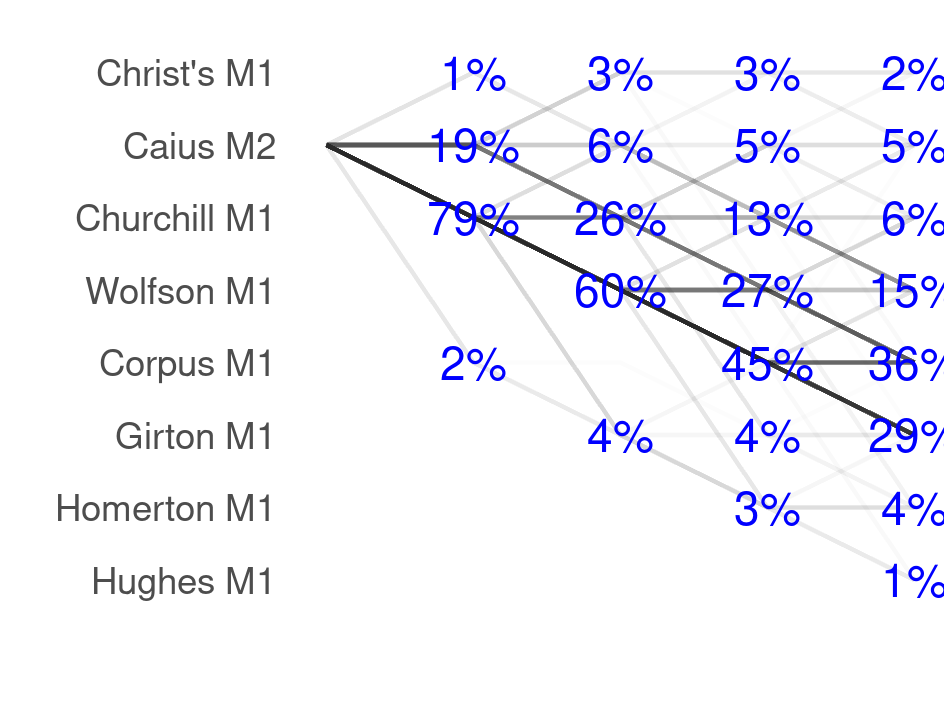 Christ's M1 1% 3% 3% 2%
Caius M2 19% 6% 5% 5%
Churchill M1 79% 26% 13% 6%
Wolfson M1 60% 27% 15%
Corpus M1 2% 45% 36%
Girton M1 4% 4% 29%
Homerton M1 3% 4%
Hughes M1 1%